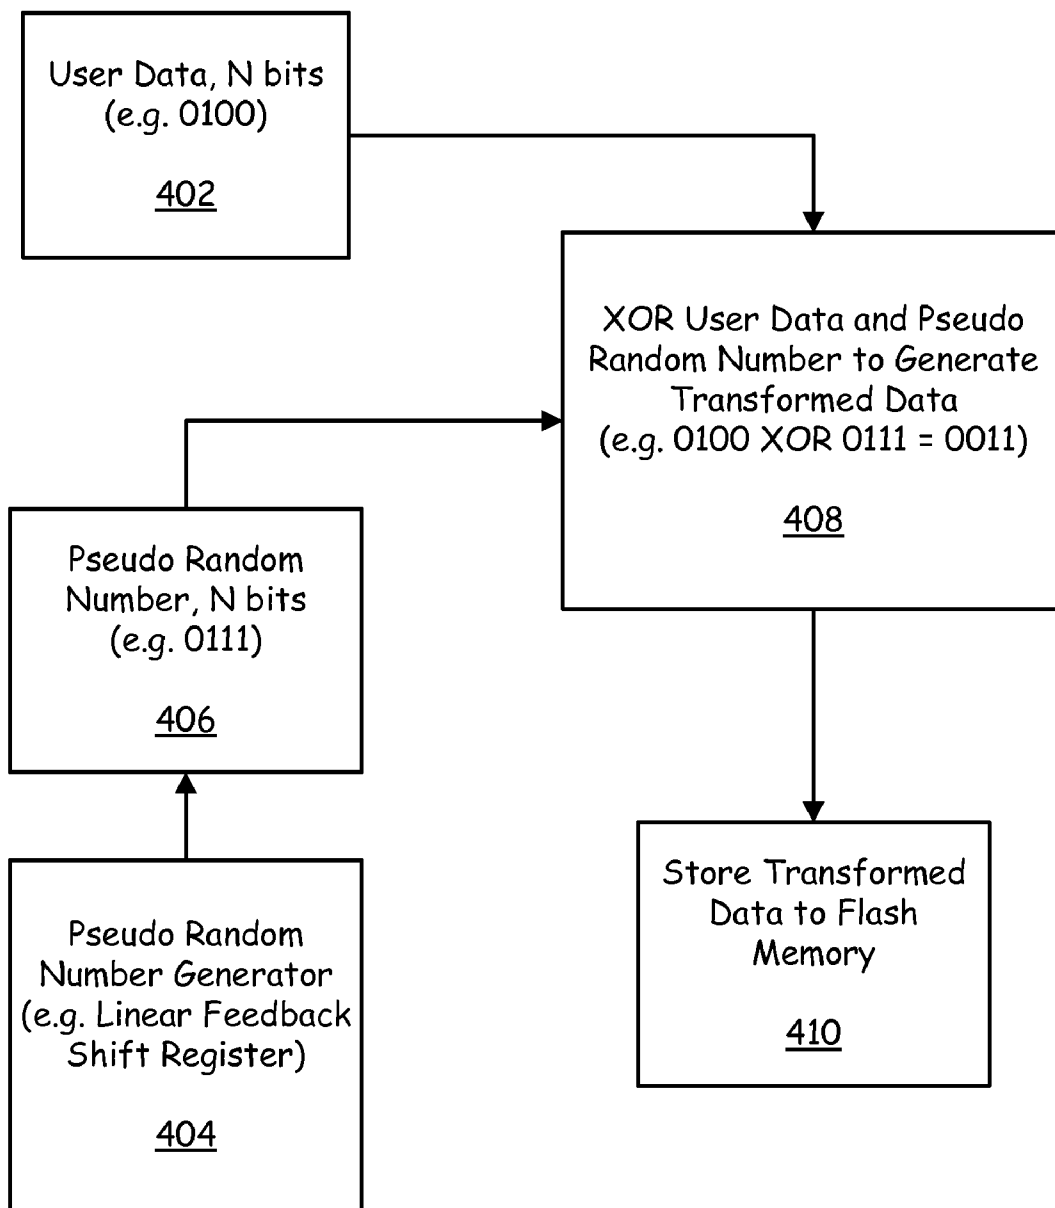 User Data, N bits
(e.g. 0100)
402
XOR User Data and Pseudo
Random Number to Generate
Transformed Data
(e.g. 0100 XOR 0111 = 0011)
408
Pseudo Random
Number, N bits
(e.g. 0111)
406
Pseudo Random
Number Generator
(e.g. Linear Feedback
Shift Register)
404
Store Transformed
Data to Flash
Memory
410